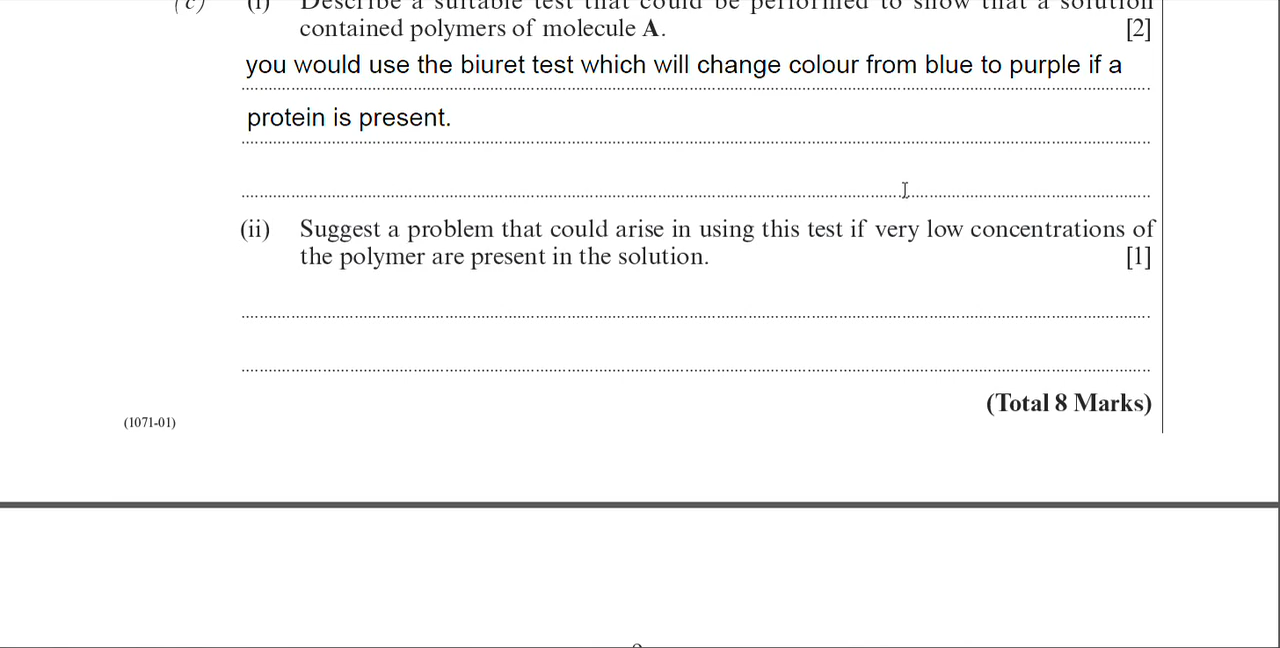 (c) (i) Describe a suitable test that could be performed to show that a solution
contained polymers of molecule A. [2]
you would use the biuret test which will change colour from blue to purple if a
protein is present.
(ii) Suggest a problem that could arise in using this test if very low concentrations of
the polymer are present in the solution. [1]
(Total 8 Marks)
(1071-01)